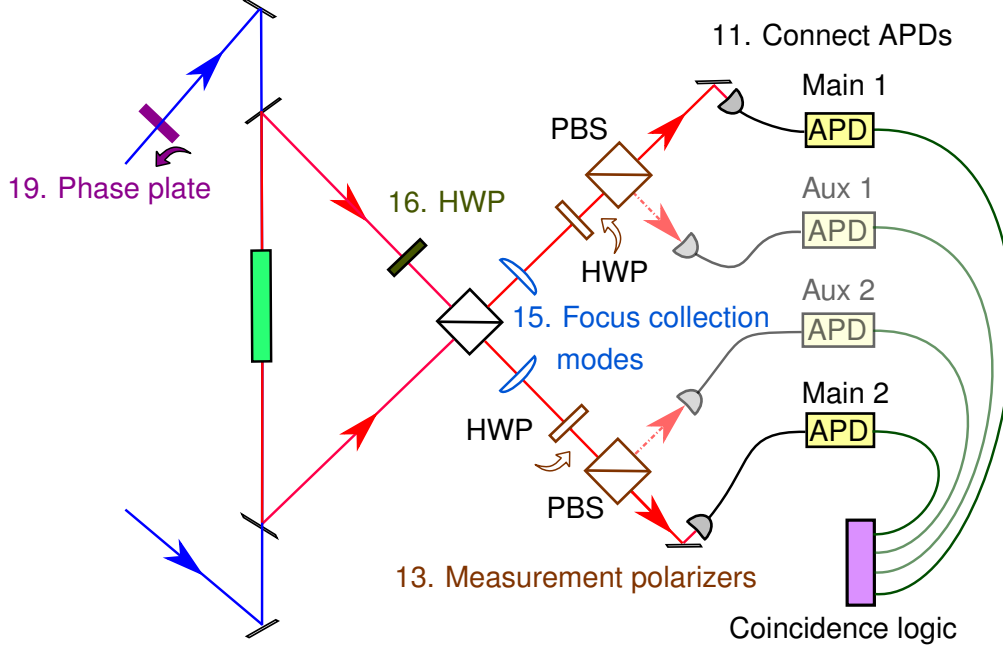 11. Connect APDs
Main 1
APD
PBS
19. Phase plate
16. HWP
Aux 1
APD
HWP
Aux 2
APD
15. Focus collection
modes
Main 2
APD
HWP
PBS
13. Measurement polarizers
Coincidence logic